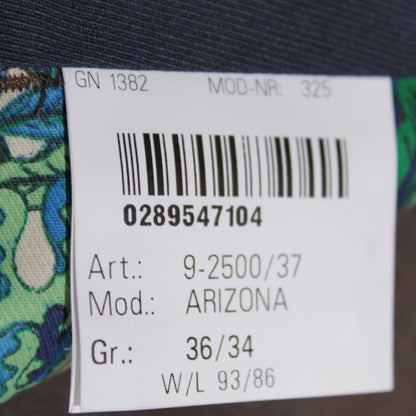 GN 1382 MOD-NR: 325
0289547104
Art.: 9-2500/37
Mod.: ARIZONA
Gr.: 36/34
W/L 93/86